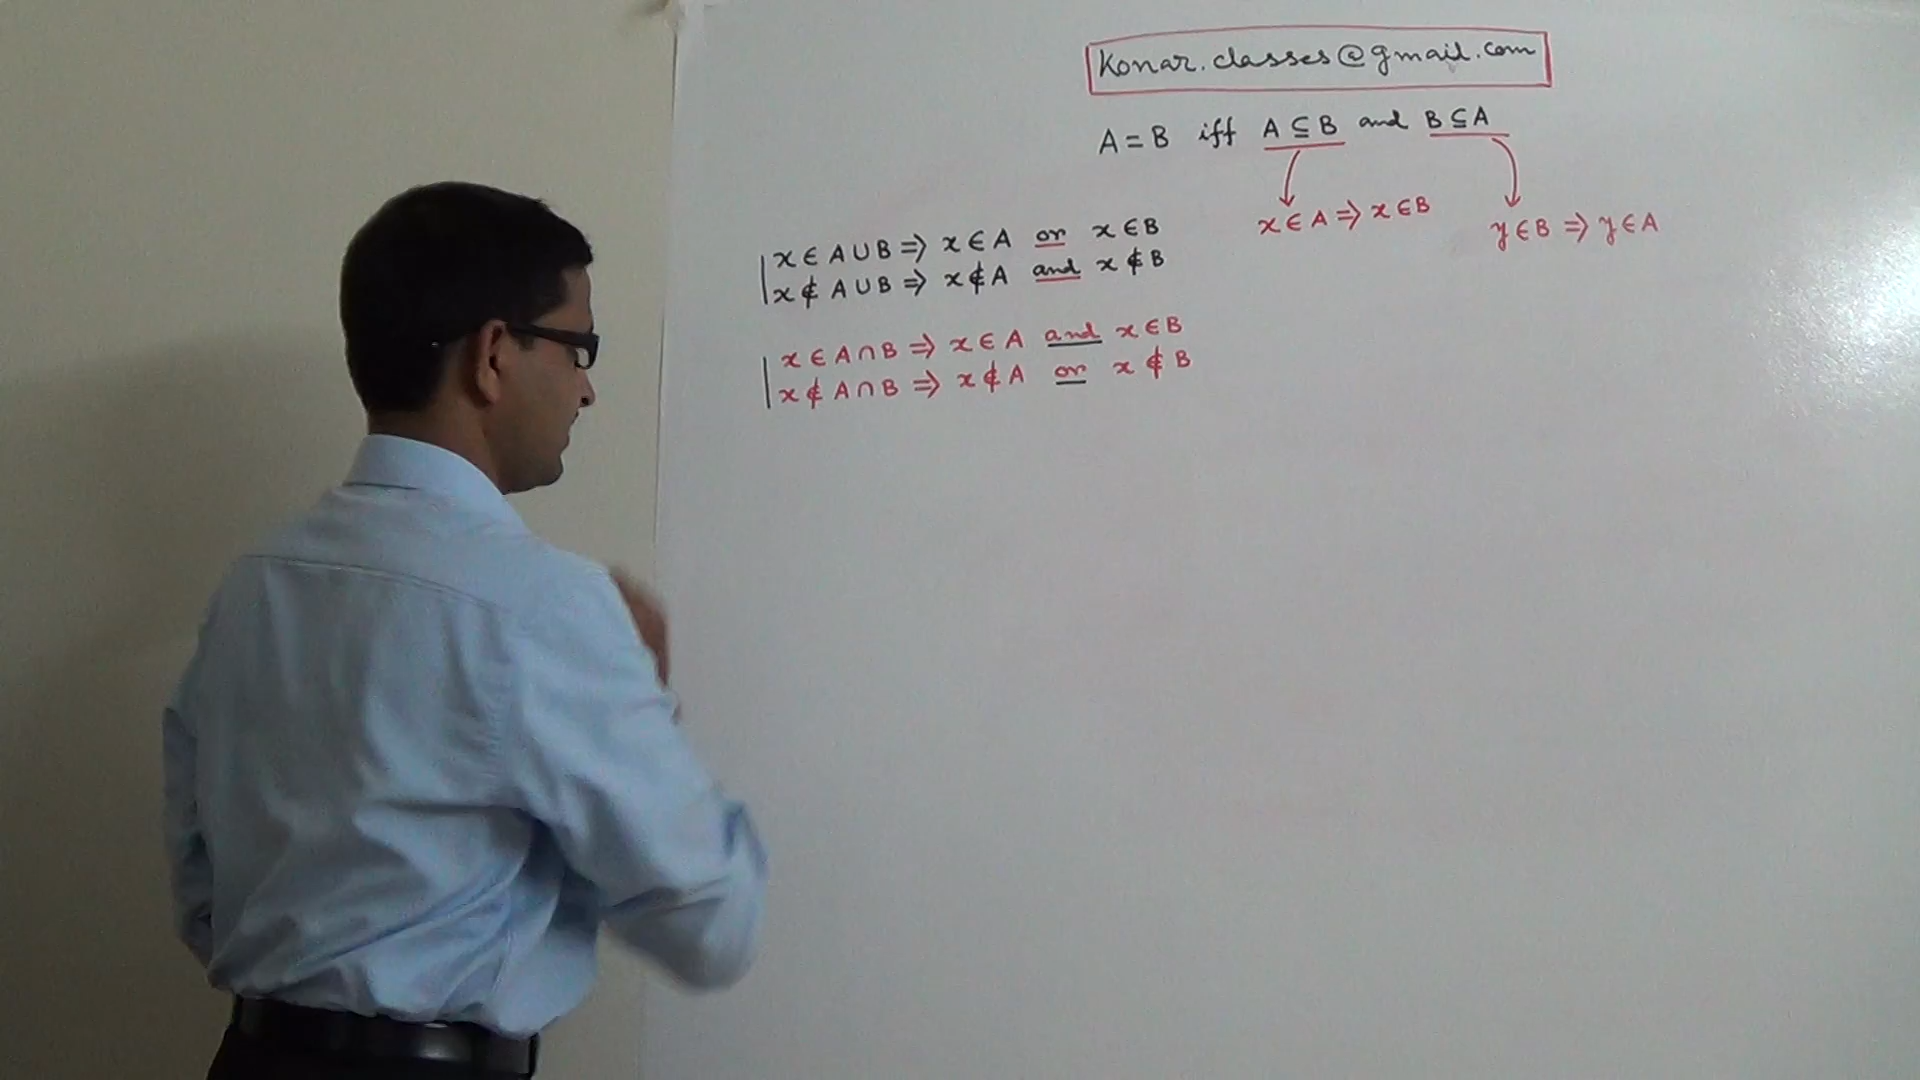 Konar.classes@gmail.com
A = B iff A ⊆ B and B ⊆ A
x ∈ A ⇒ x ∈ B
y ∈ B ⇒ y ∈ A
x ∈ A ∪ B ⇒ x ∈ A or x ∈ B
x ∉ A ∪ B ⇒ x ∉ A and x ∉ B
x ∈ A ∩ B ⇒ x ∈ A and x ∈ B
x ∉ A ∩ B ⇒ x ∉ A or x ∉ B